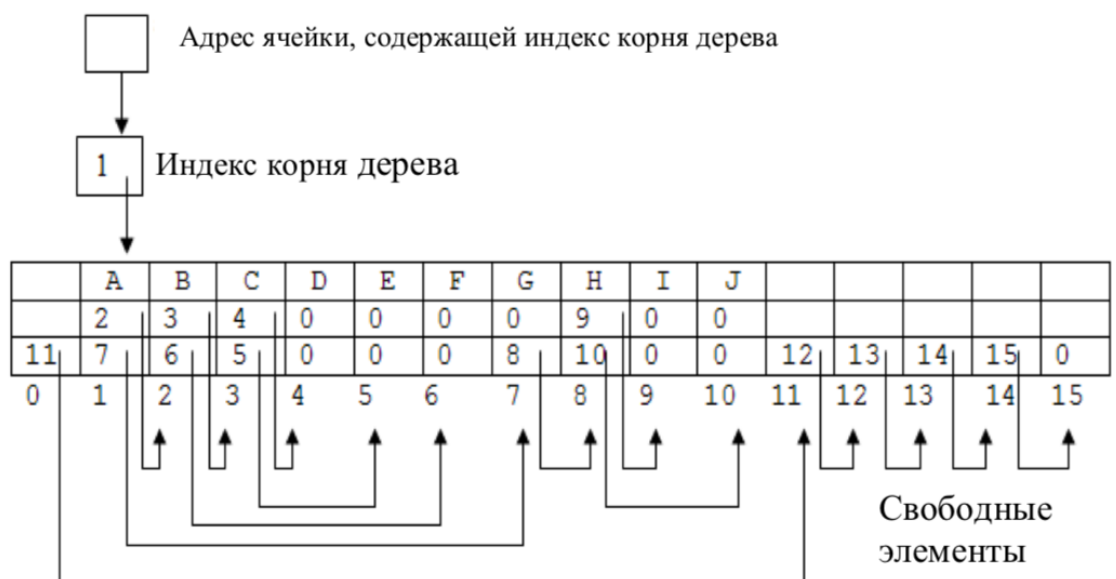 Адрес ячейки, содержащей индекс корня дерева
1 Индекс корня дерева
A B C D E F G H I J
2 3 4 0 0 0 0 9 0 0
11 7 6 5 0 0 0 8 10 0 0 12 13 14 15 0
0 1 2 3 4 5 6 7 8 9 10 11 12 13 14 15
Свободные
элементы